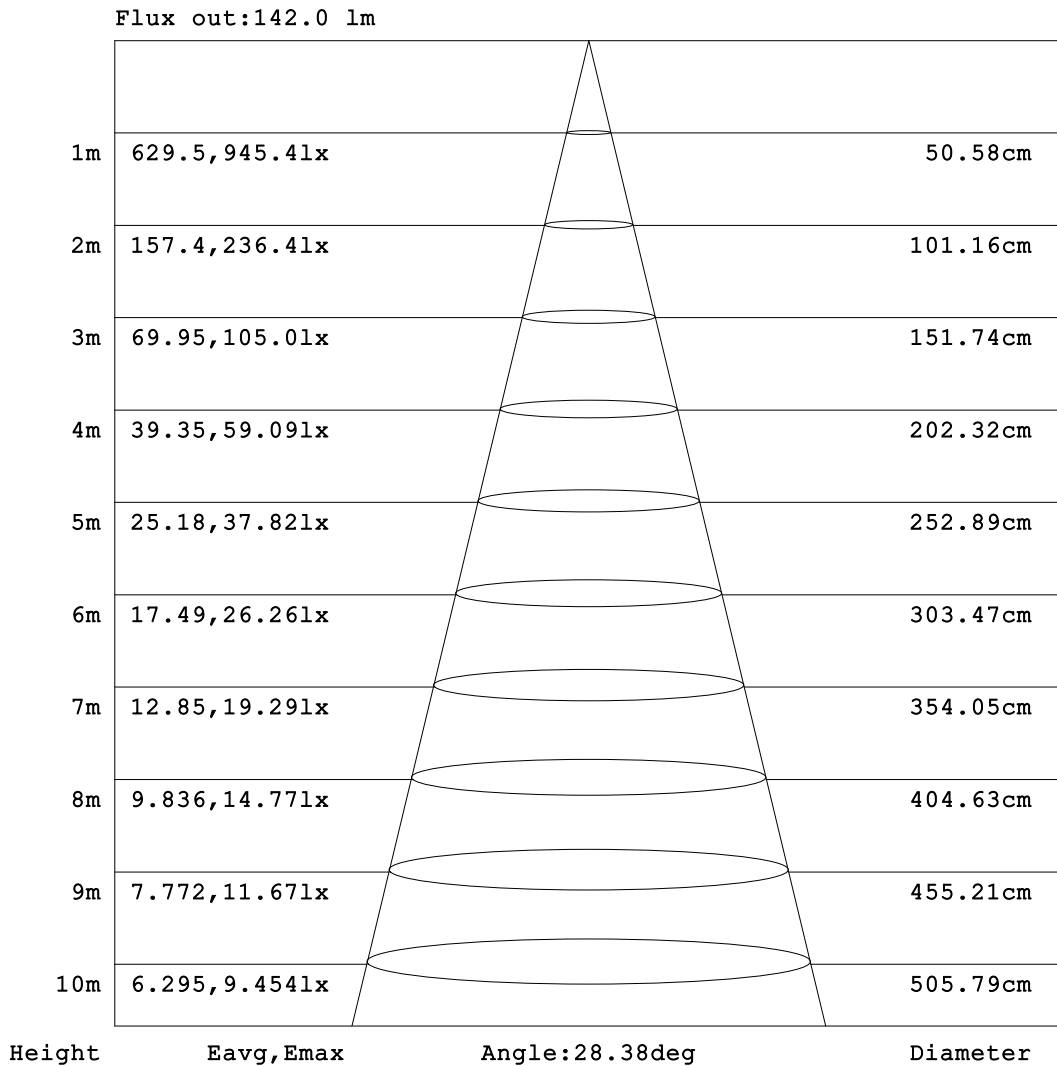 Flux out:142.0 lm
1m 629.5,945.4lx 50.58cm
2m 157.4,236.4lx 101.16cm
3m 69.95,105.0lx 151.74cm
4m 39.35,59.09lx 202.32cm
5m 25.18,37.82lx 252.89cm
6m 17.49,26.26lx 303.47cm
7m 12.85,19.29lx 354.05cm
8m 9.836,14.77lx 404.63cm
9m 7.772,11.67lx 455.21cm
10m 6.295,9.454lx 505.79cm
Height Eavg,Emax Angle:28.38deg Diameter